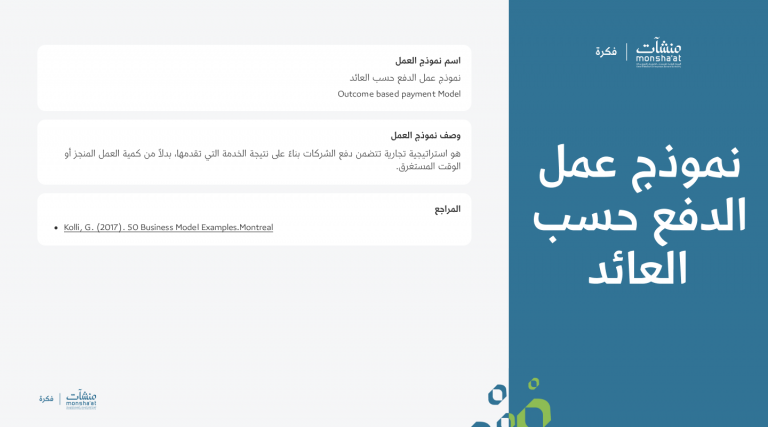 منشآت
monsha'at
فكرة
نموذج عمل
الدفع حسب
العائد
اسم نموذج العمل
نموذج عمل الدفع حسب العائد
Outcome based payment Model
وصف نموذج العمل
هو استراتيجية تجارية تتضمن دفع الشركات بناءً على نتيجة الخدمة التي تقدمها، بدلاً من كمية العمل المنجز أو
الوقت المستغرق.
المراجع
Kolli, G. (2017). 50 Business Model Examples.Montreal
منشآت
monsha'at
فكرة